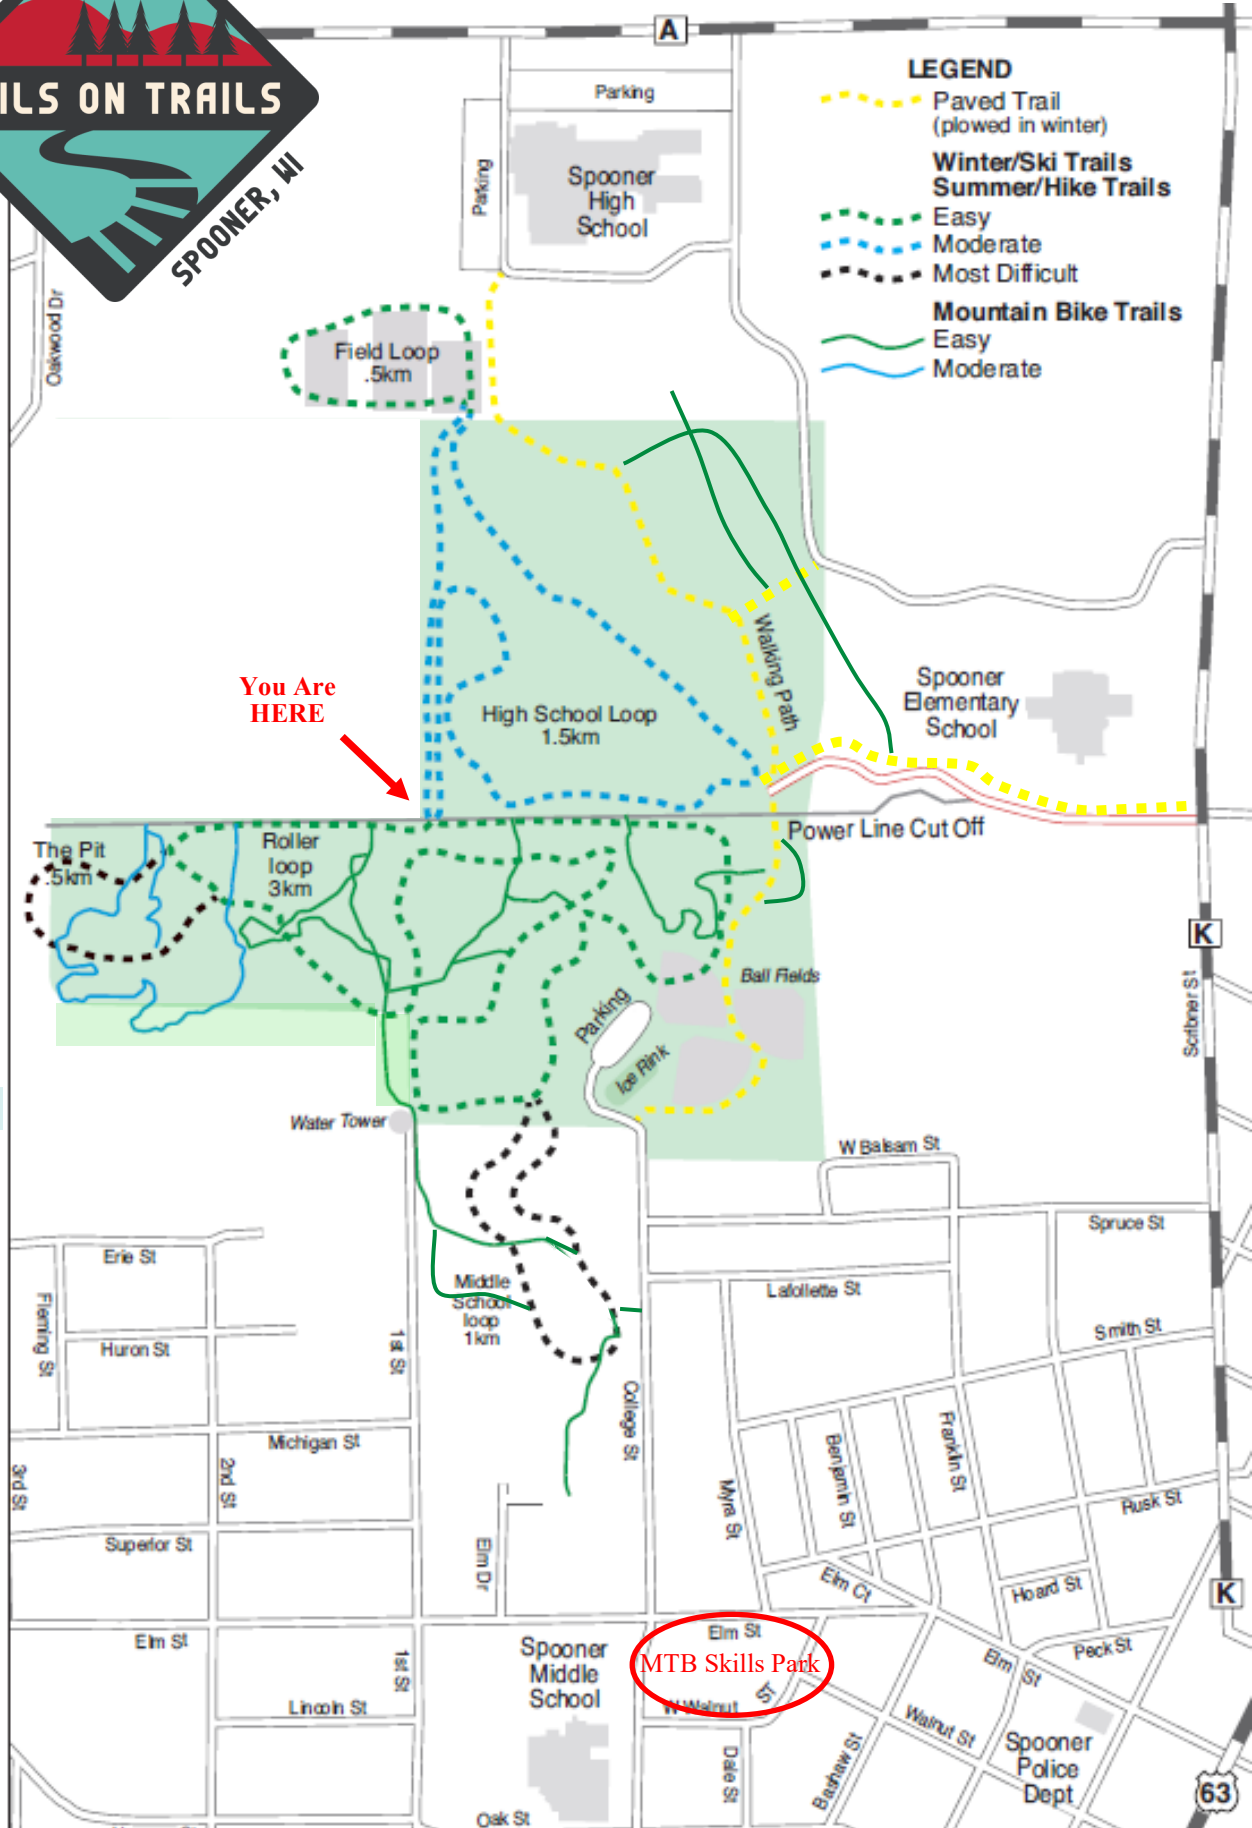 ILS ON TRAILS
SPOONER, WI
A
Parking
Parking
Spooner
High
School
LEGEND
Paved Trail
(plowed in winter)
Winter/Ski Trails
Summer/Hike Trails
Easy
Moderate
Most Difficult
Mountain Bike Trails
Easy
Moderate
Oakwood Dr
Field Loop
.5km
Walking Path
You Are
HERE
High School Loop
1.5km
Spooner
Elementary
School
Power Line Cut Off
The Pit
.5km
Roller
loop
3km
K
Scribner St
Ball Fields
Parking
Ice Rink
Water Tower
W Balsam St
Spruce St
Erie St
Lafollette St
Middle
School
loop
1km
Fleming St
Huron St
1st St
Smith St
College St
Michigan St
3rd St
2nd St
Myra St
Benjamin St
Franklin St
Rusk St
Superior St
Elm Dr
Elm Ct
Hoard St
K
Elm St
Elm St
MTB Skills Park
W Walnut
ST
Spooner
Middle
School
1st St
Lincoln St
Elm St
Peck St
Walnut St
Spooner
Police
Dept
Dale St
Bashaw St
63
Oak St